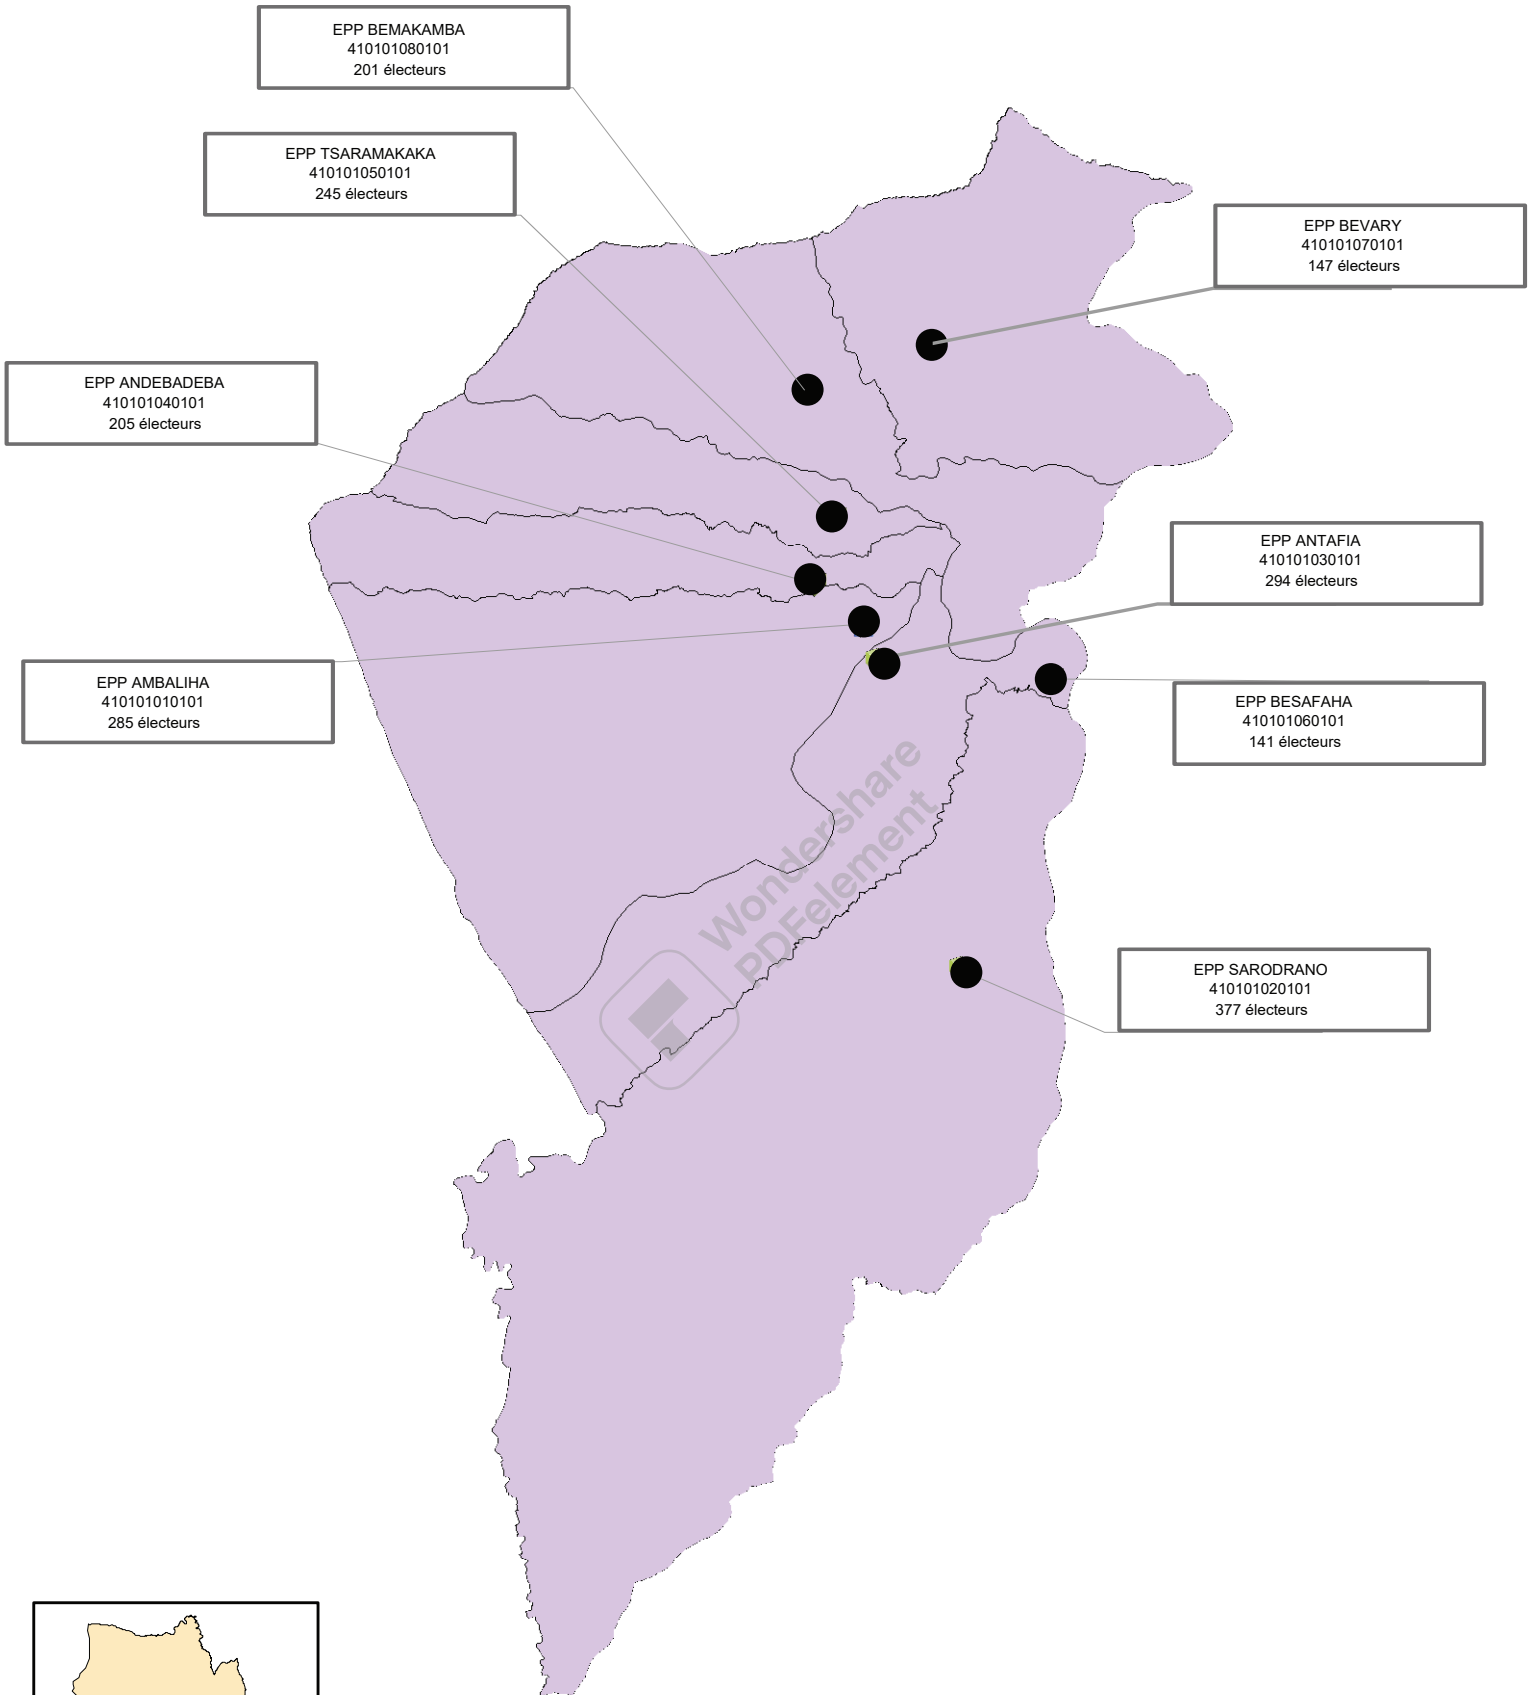 EPP BEMAKAMBA
410101080101
201 électeurs
EPP TSARAMAKAKA
410101050101
245 électeurs
EPP BEVARY
410101070101
147 électeurs
EPP ANDEBADEBA
410101040101
205 électeurs
EPP ANTAFIA
410101030101
294 électeurs
EPP AMBALIHA
410101010101
285 électeurs
EPP BESAFAHA
410101060101
141 électeurs
Wondershare
PDFelement
EPP SARODRANO
410101020101
377 électeurs